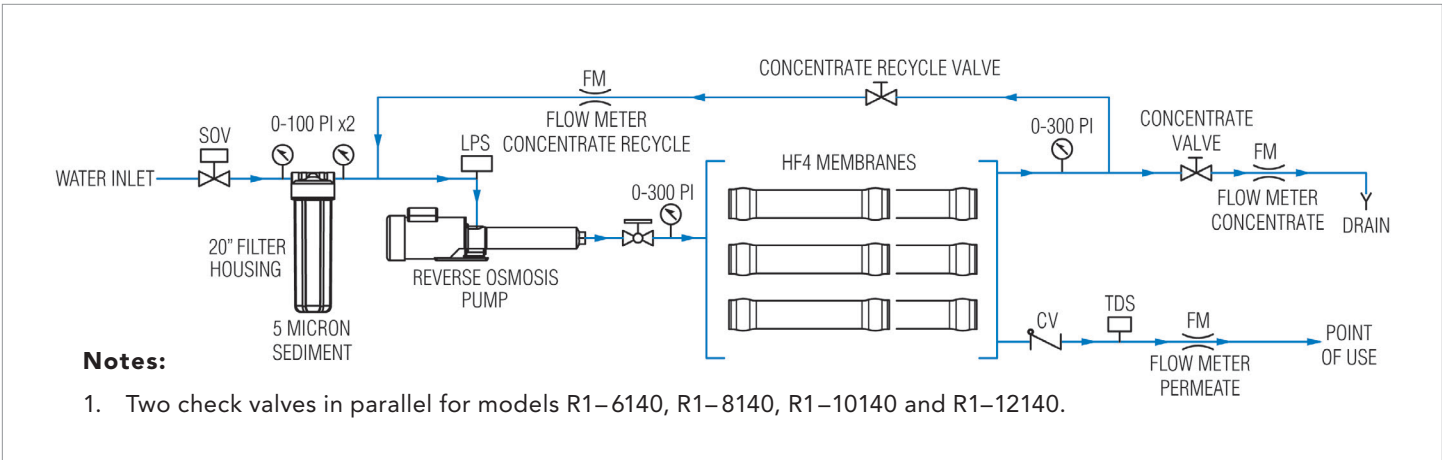 FM
CONCENTRATE RECYCLE VALVE
FLOW METER
CONCENTRATE RECYCLE
SOV
0-100 PI x2
LPS
WATER INLET
20” FILTER
HOUSING
5 MICRON
SEDIMENT
REVERSE OSMOSIS
PUMP
0-300 PI
HF4 MEMBRANES
0-300 PI
CONCENTRATE
VALVE
FM
FLOW METER
CONCENTRATE
DRAIN
CV
TDS
FM
FLOW METER
PERMEATE
POINT
OF USE
Notes:
1. Two check valves in parallel for models R1–6140, R1–8140, R1–10140 and R1–12140.